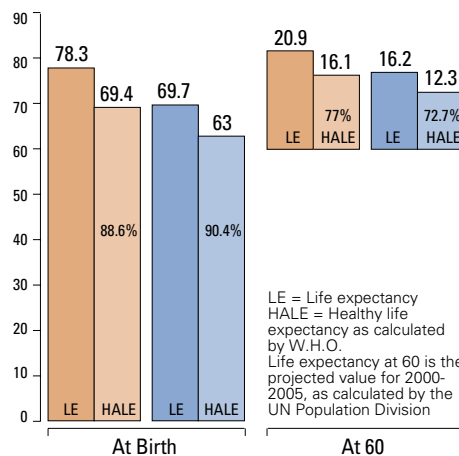 90
80
70
60
50
40
30
20
10
0
78.3
69.4
69.7
63
88.6%
90.4%
LE HALE LE HALE
At Birth
20.9
16.1
16.2
12.3
77%
72.7%
LE HALE LE HALE
LE = Life expectancy
HALE = Healthy life
expectancy as calculated
by W.H.O.
Life expectancy at 60 is the
projected value for 2000-
2005, as calculated by the
UN Population Division
At 60